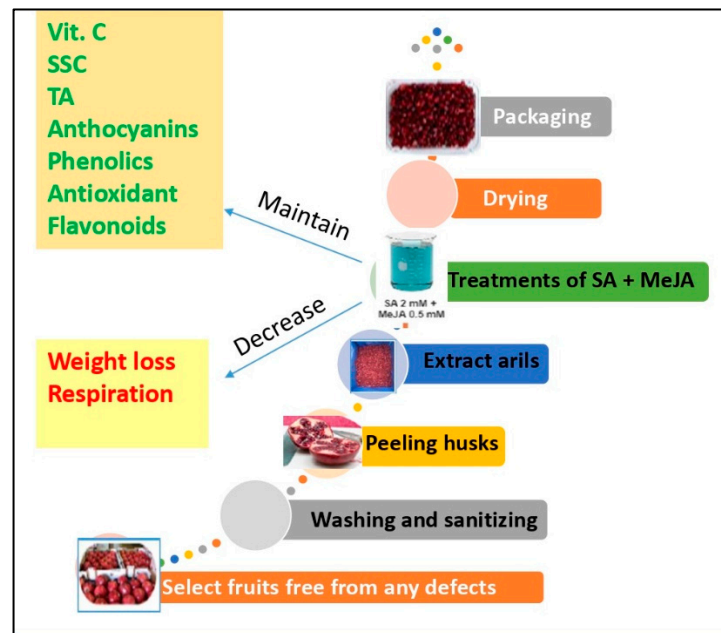 Vit. C
SSC
TA
Anthocyanins
Phenolics
Antioxidant
Flavonoids
Maintain
Decrease
Weight loss
Respiration
Packaging
Drying
SA 2 mM +
MeJA 0.5 mM
Treatments of SA + MeJA
Extract arils
Peeling husks
Washing and sanitizing
Select fruits free from any defects